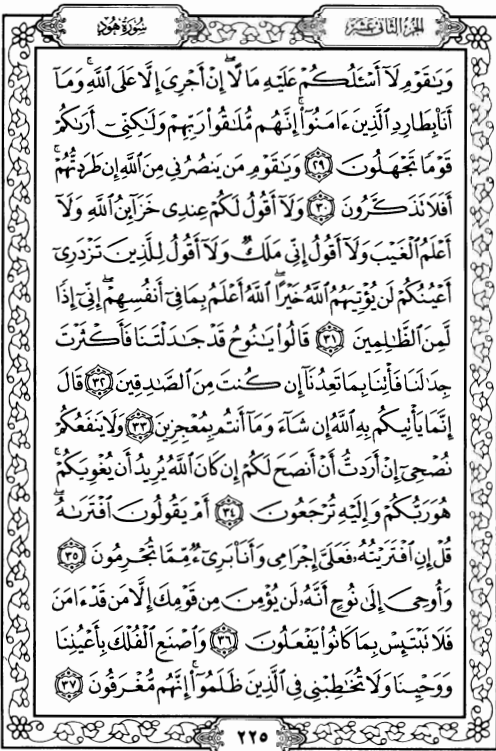 الجزء الثاني عشر
سورة هود
وَيَٰقَوۡمِ لَآ أَسۡـَٔلُكُمۡ عَلَيۡهِ مَالًاۖ إِنۡ أَجۡرِيَ إِلَّا عَلَى ٱللَّهِۚ وَمَآ
أَنَا۠ بِطَارِدِ ٱلَّذِينَ ءَامَنُوٓاْۚ إِنَّهُم مُّلَٰقُواْ رَبِّهِمۡ وَلَٰكِنِّيٓ أَرَىٰكُمۡ
قَوۡمٗا تَجۡهَلُونَ ٢٩ وَيَٰقَوۡمِ مَن يَنصُرُنِي مِنَ ٱللَّهِ إِن طَرَدتُّهُمۡۚ
أَفَلَا تَذَكَّرُونَ ٣٠ وَلَآ أَقُولُ لَكُمۡ عِندِي خَزَآئِنُ ٱللَّهِ وَلَآ
أَعۡلَمُ ٱلۡغَيۡبَ وَلَآ أَقُولُ إِنِّي مَلَكٞ وَلَآ أَقُولُ لِلَّذِينَ تَزۡدَرِيٓ
أَعۡيُنُكُمۡ لَن يُؤۡتِيَهُمُ ٱللَّهُ خَيۡرًاۖ ٱللَّهُ أَعۡلَمُ بِمَا فِيٓ أَنفُسِهِمۡ إِنِّيٓ إِذٗا
لَّمِنَ ٱلظَّٰلِمِينَ ٣١ قَالُواْ يَٰنُوحُ قَدۡ جَٰدَلۡتَنَا فَأَكۡثَرۡتَ
جِدَٰلَنَا فَأۡتِنَا بِمَا تَعِدُنَآ إِن كُنتَ مِنَ ٱلصَّٰدِقِينَ ٣٢ قَالَ
إِنَّمَا يَأۡتِيكُم بِهِ ٱللَّهُ إِن شَآءَ وَمَآ أَنتُم بِمُعۡجِزِينَ ٣٣ وَلَا يَنفَعُكُمۡ
نُصۡحِيٓ إِنۡ أَرَدتُّ أَنۡ أَنصَحَ لَكُمۡ إِن كَانَ ٱللَّهُ يُرِيدُ أَن يُغۡوِيَكُمۡۚ
هُوَ رَبُّكُمۡ وَإِلَيۡهِ تُرۡجَعُونَ ٣٤ أَمۡ يَقُولُونَ ٱفۡتَرَىٰهُۖ
قُلۡ إِنِ ٱفۡتَرَيۡتُهُۥ فَعَلَيَّ إِجۡرَامِي وَأَنَا۠ بَرِيٓءٞ مِّمَّا تُجۡرِمُونَ ٣٥
وَأُوحِيَ إِلَىٰ نُوحٍ أَنَّهُۥ لَن يُؤۡمِنَ مِن قَوۡمِكَ إِلَّا مَن قَدۡ ءَامَنَ
فَلَا تَبۡتَئِسۡ بِمَا كَانُواْ يَفۡعَلُونَ ٣٦ وَٱصۡنَعِ ٱلۡفُلۡكَ بِأَعۡيُنِنَا
وَوَحۡيِنَا وَلَا تُخَٰطِبۡنِي فِي ٱلَّذِينَ ظَلَمُوٓاْ إِنَّهُم مُّغۡرَقُونَ ٣٧
٢٢٥